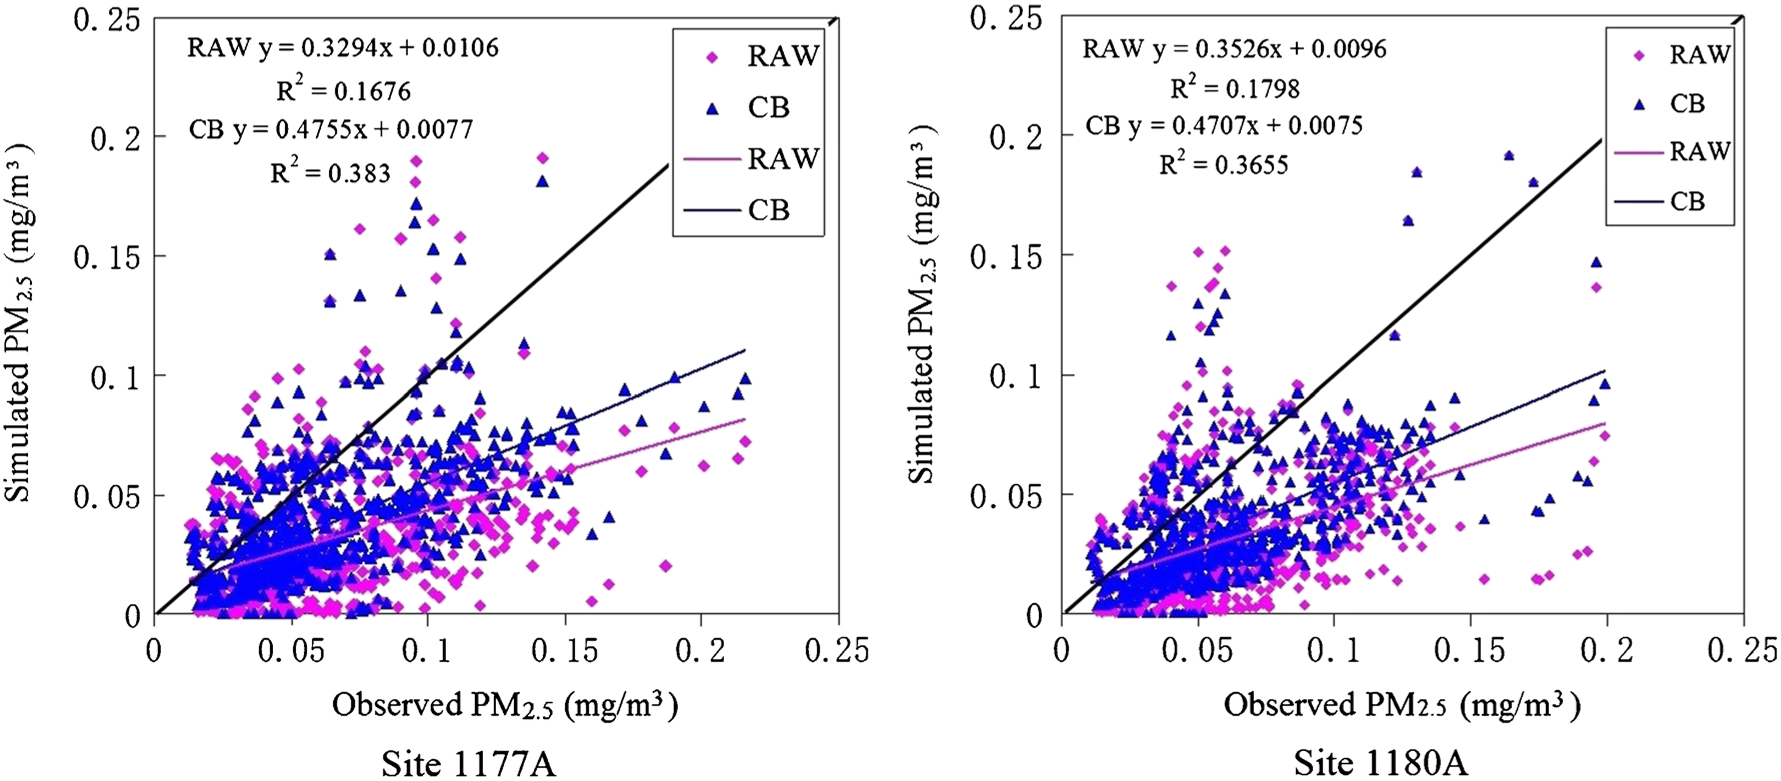 0.25
RAW y = 0.3294x + 0.0106
R² = 0.1676
CB y = 0.4755x + 0.0077
R² = 0.383
RAW
CB
RAW
CB
0.2
0.15
0.1
0.05
0
Simulated PM2.5 (mg/m³)
0 0.05 0.1 0.15 0.2 0.25
Observed PM2.5 (mg/m³)
Site 1177A
0.25
RAW y = 0.3526x + 0.0096
R² = 0.1798
CB y = 0.4707x + 0.0075
R² = 0.3655
RAW
CB
RAW
CB
0.2
0.15
0.1
0.05
0
Simulated PM2.5 (mg/m³)
0 0.05 0.1 0.15 0.2 0.25
Observed PM2.5 (mg/m³)
Site 1180A